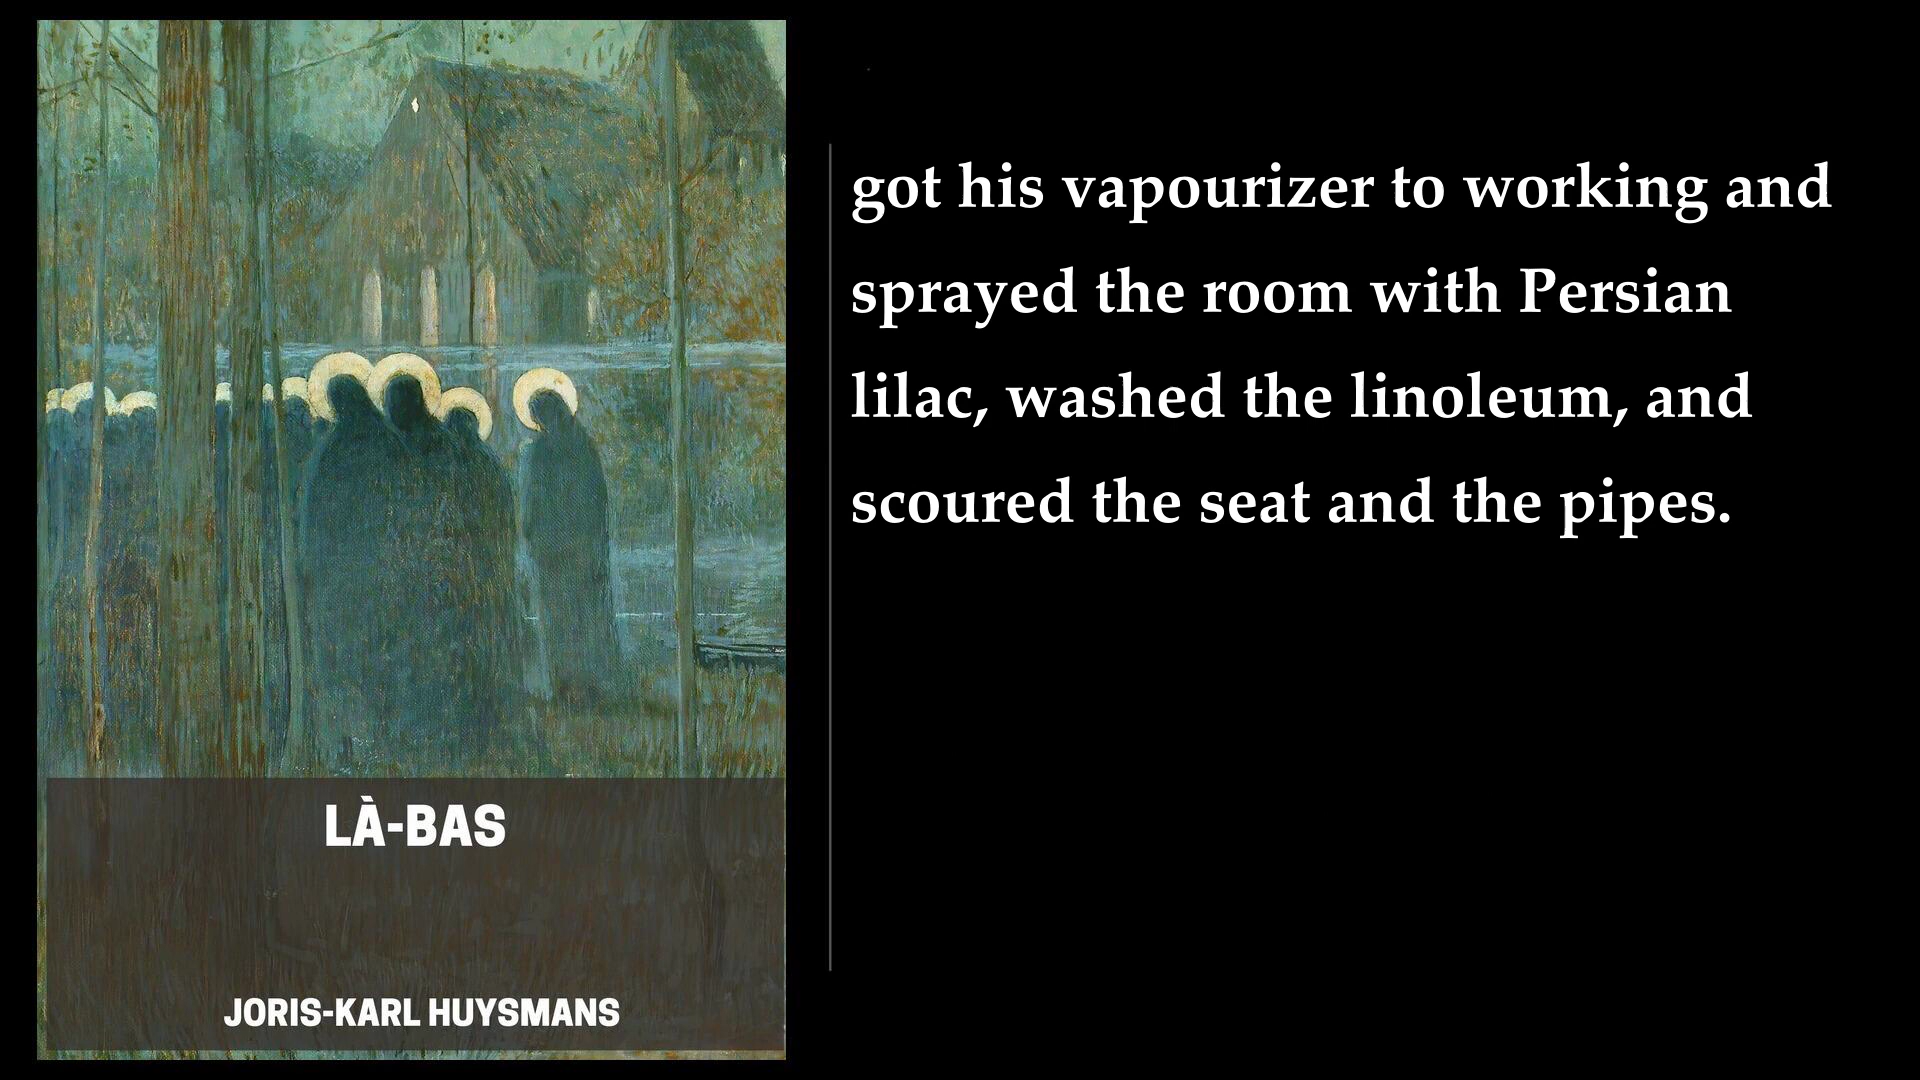 got his vapourizer to working and
sprayed the room with Persian
lilac, washed the linoleum, and
scoured the seat and the pipes.
LÀ-BAS
JORIS-KARL HUYSMANS